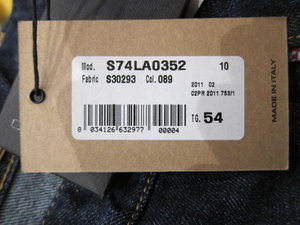 Mod. S74LA0352 10
Fabric S30293 Col. 089
2011 02
02PR 2011 753/1
TG. 54
8 034126 632977 00004
MADE IN ITALY